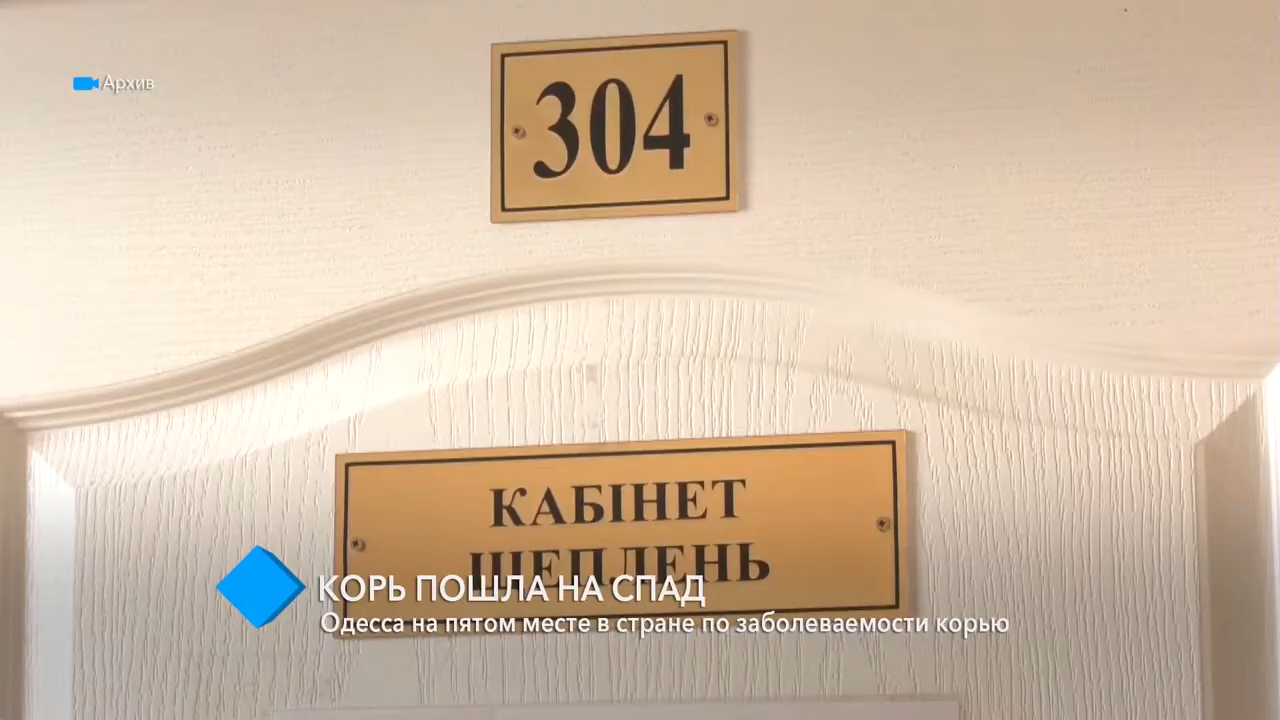 Архив
304
КАБІНЕТ
ЩЕПЛЕНЬ
КОРЬ ПОШЛА НА СПАД
Одесса на пятом месте в стране по заболеваемости корью